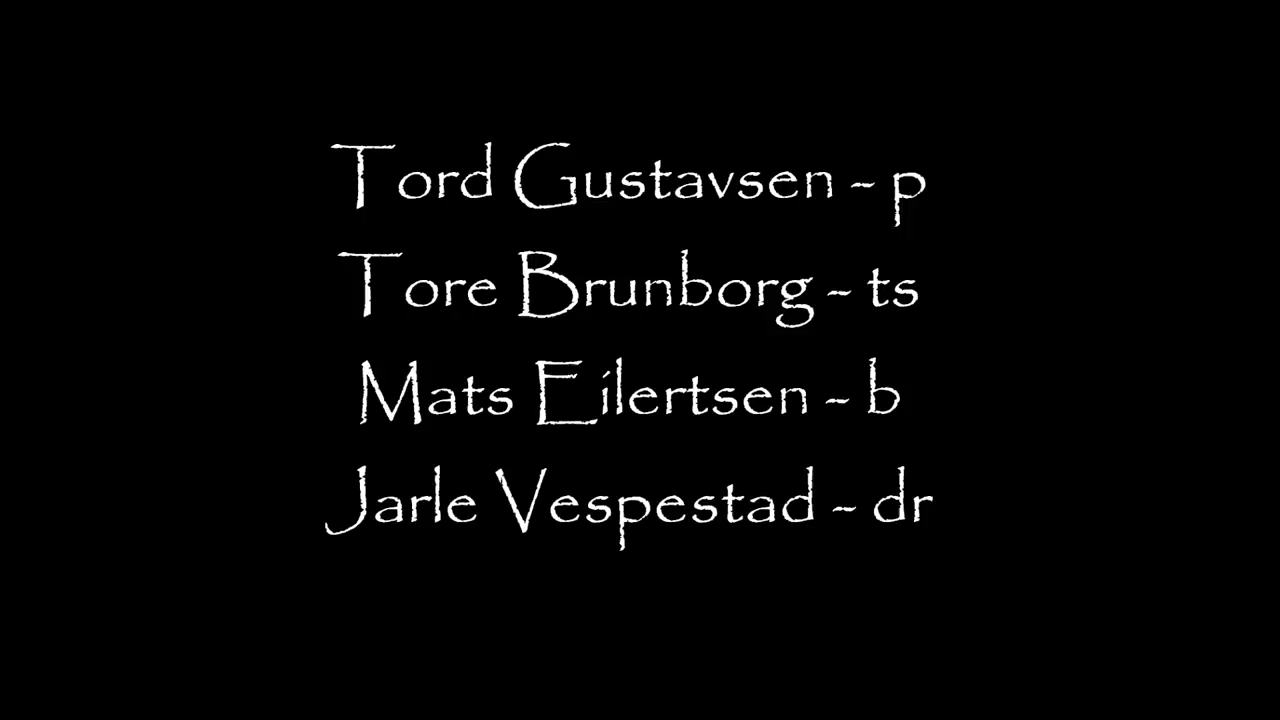 Tord Gustavsen - p
Tore Brunborg - ts
Mats Eilertsen - b
Jarle Vespestad - dr